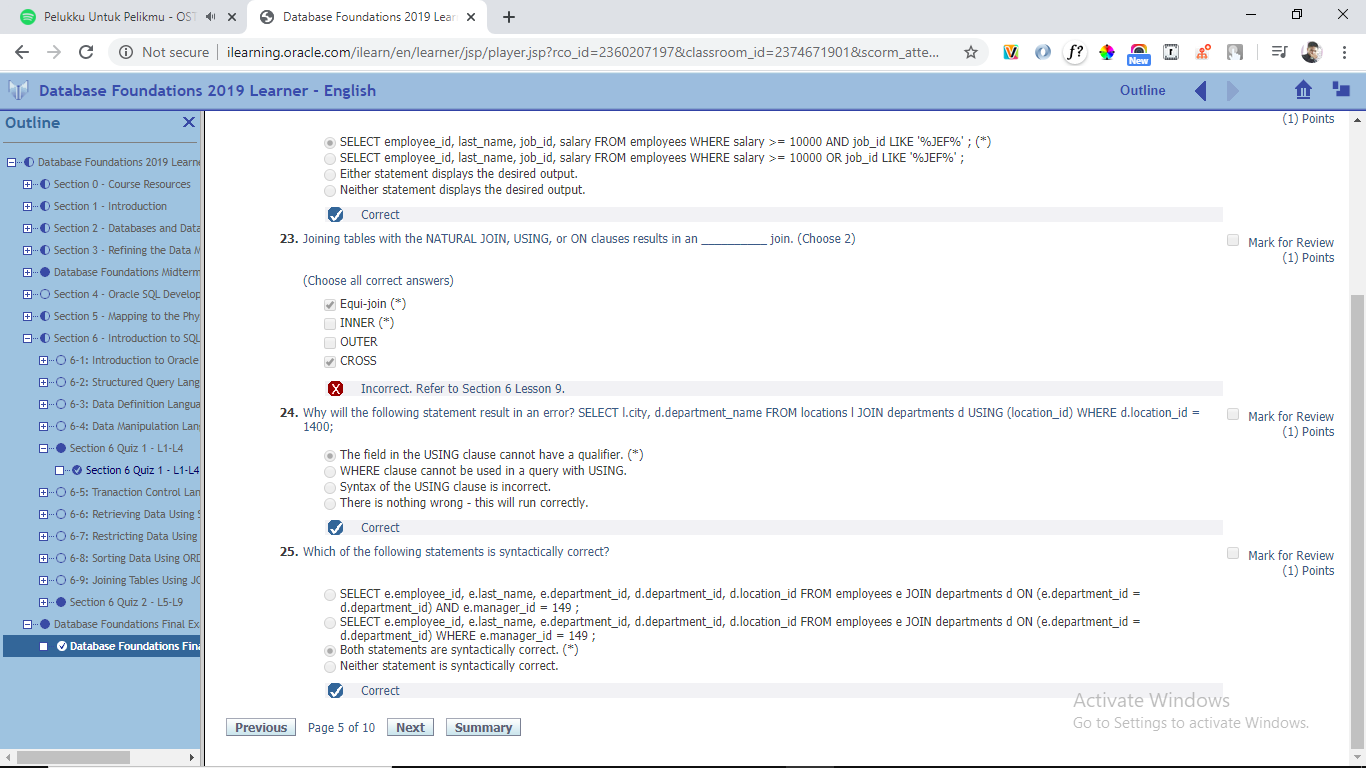 Pelukku Untuk Pelikmu - OST
Database Foundations 2019 Lear
Not secure
ilearning.oracle.com/ilearn/en/learner/jsp/player.jsp?rco_id=2360207197&classroom_id=2374671901&scorm_atte...
f?
New
Database Foundations 2019 Learner - English
Outline
Outline
Database Foundations 2019 Learne
Section 0 - Course Resources
Section 1 - Introduction
Section 2 - Databases and Data
Section 3 - Refining the Data M
Database Foundations Midterm
Section 4 - Oracle SQL Develop
Section 5 - Mapping to the Phy
Section 6 - Introduction to SQL
6-1: Introduction to Oracle
6-2: Structured Query Lang
6-3: Data Definition Langua
6-4: Data Manipulation Lan
Section 6 Quiz 1 - L1-L4
Section 6 Quiz 1 - L1-L4
6-5: Tranaction Control Lan
6-6: Retrieving Data Using S
6-7: Restricting Data Using
6-8: Sorting Data Using ORD
6-9: Joining Tables Using JO
Section 6 Quiz 2 - L5-L9
Database Foundations Final Ex
Database Foundations Fina
(1) Points
SELECT employee_id, last_name, job_id, salary FROM employees WHERE salary >= 10000 AND job_id LIKE '%JEF%' ; (*)
SELECT employee_id, last_name, job_id, salary FROM employees WHERE salary >= 10000 OR job_id LIKE '%JEF%' ;
Either statement displays the desired output.
Neither statement displays the desired output.
Correct
23. Joining tables with the NATURAL JOIN, USING, or ON clauses results in an __________ join. (Choose 2)
Mark for Review
(1) Points
(Choose all correct answers)
Equi-join (*)
INNER (*)
OUTER
CROSS
Incorrect. Refer to Section 6 Lesson 9.
24. Why will the following statement result in an error? SELECT l.city, d.department_name FROM locations l JOIN departments d USING (location_id) WHERE d.location_id =
1400;
Mark for Review
(1) Points
The field in the USING clause cannot have a qualifier. (*)
WHERE clause cannot be used in a query with USING.
Syntax of the USING clause is incorrect.
There is nothing wrong - this will run correctly.
Correct
25. Which of the following statements is syntactically correct?
Mark for Review
(1) Points
SELECT e.employee_id, e.last_name, e.department_id, d.department_id, d.location_id FROM employees e JOIN departments d ON (e.department_id =
d.department_id) AND e.manager_id = 149 ;
SELECT e.employee_id, e.last_name, e.department_id, d.department_id, d.location_id FROM employees e JOIN departments d ON (e.department_id =
d.department_id) WHERE e.manager_id = 149 ;
Both statements are syntactically correct. (*)
Neither statement is syntactically correct.
Correct
Previous Page 5 of 10 Next Summary
Activate Windows
Go to Settings to activate Windows.